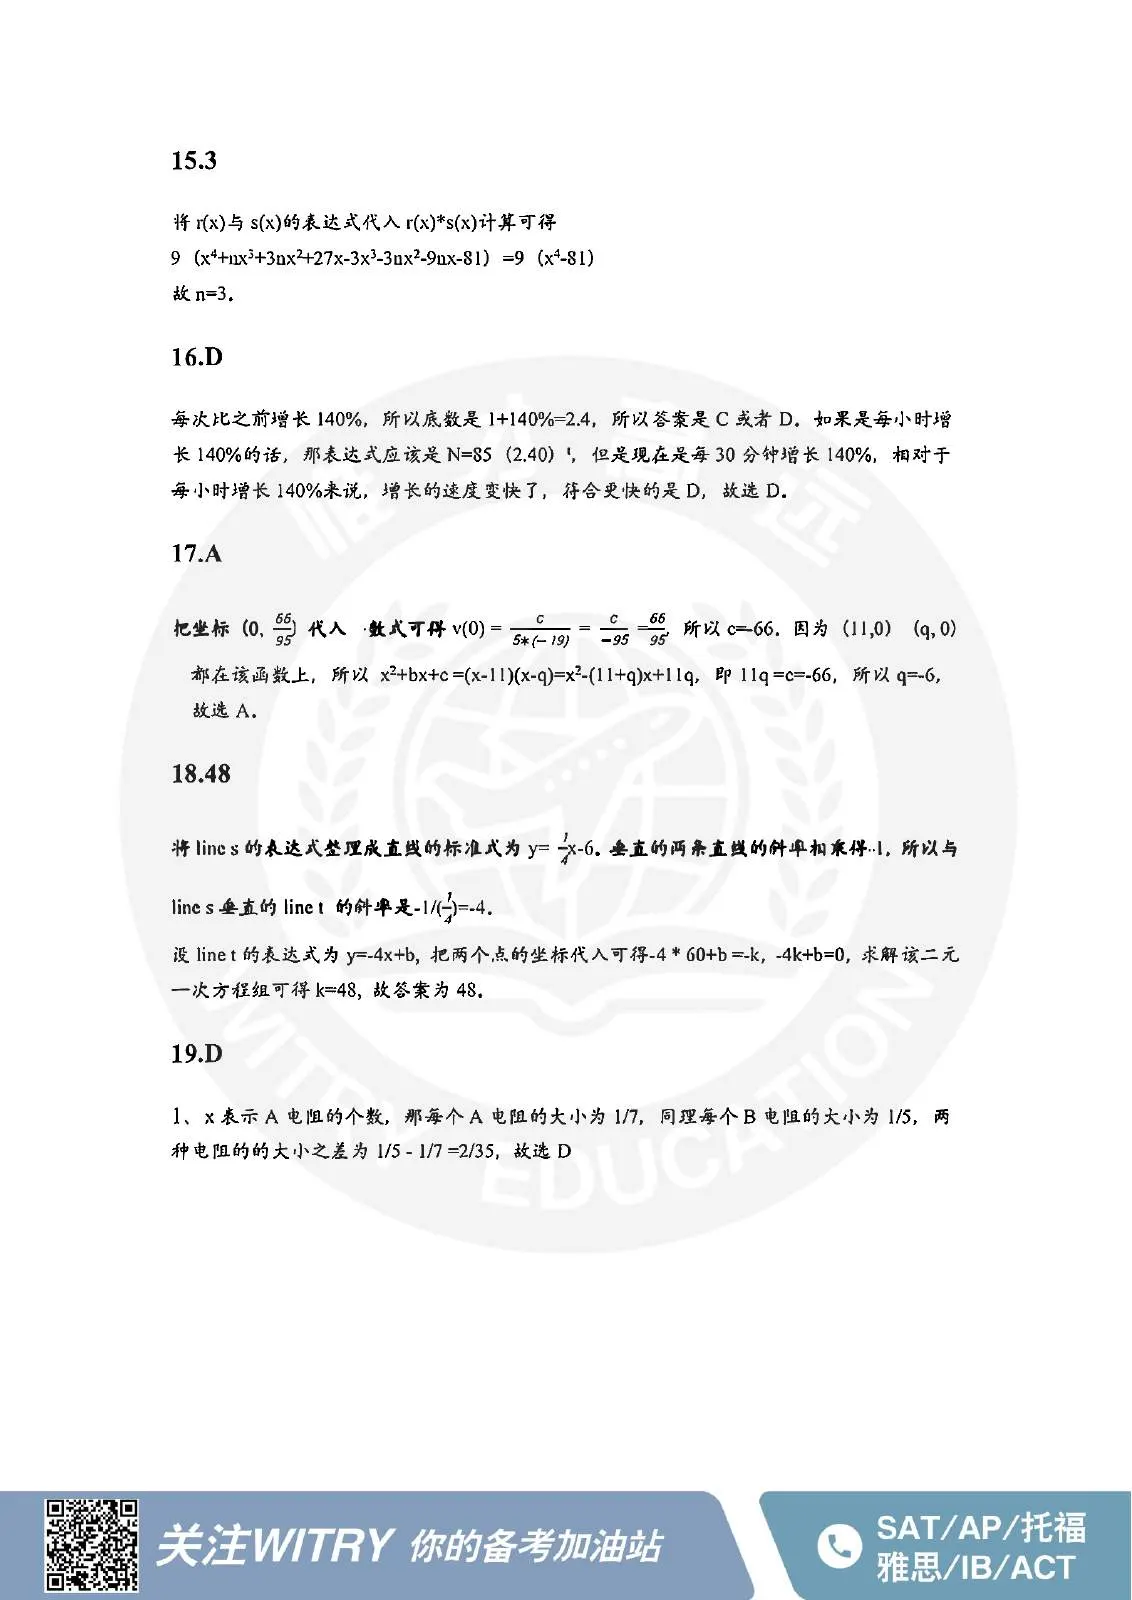 15.3
将 r(x)与 s(x)的表达式代入 r(x)*s(x)计算可得
9（x⁴+nx³+3nx²+27x-3x³-3nx²-9nx-81）=9（x⁴-81）
故 n=3。
16.D
每次比之前增长 140%，所以底数是 1+140%=2.4，所以答案是 C 或者 D。如果是每小时增
长 140%的话，那表达式应该是 N=85（2.40）ᵗ，但是现在是每 30 分钟增长 140%，相对于
每小时增长 140%来说，增长的速度变快了，符合更快的是 D，故选 D。
17.A
把坐标（0, 66/95）代入 数式可得 v(0) = c/5*(-19) = c/-95 = 66/95，所以 c=-66。因为（11,0）（q, 0）
都在该函数上，所以 x²+bx+c =(x-11)(x-q)=x²-(11+q)x+11q，即 11q =c=-66，所以 q=-6，
故选 A。
18.48
将 line s 的表达式整理成直线的标准式为 y= 1/4x-6。垂直的两条直线的斜率相乘得-1，所以与
line s 垂直的 line t 的斜率是-1/(1/4)=-4。
设 line t 的表达式为 y=-4x+b, 把两个点的坐标代入可得-4 * 60+b =-k，-4k+b=0，求解该二元
一次方程组可得 k=48, 故答案为 48。
19.D
1、x 表示 A 电阻的个数，那每个 A 电阻的大小为 1/7，同理每个 B 电阻的大小为 1/5，两
种电阻的的大小之差为 1/5 - 1/7 =2/35，故选 D
WITRY EDUCATION
关注WITRY 你的备考加油站
SAT/AP/托福
雅思/IB/ACT